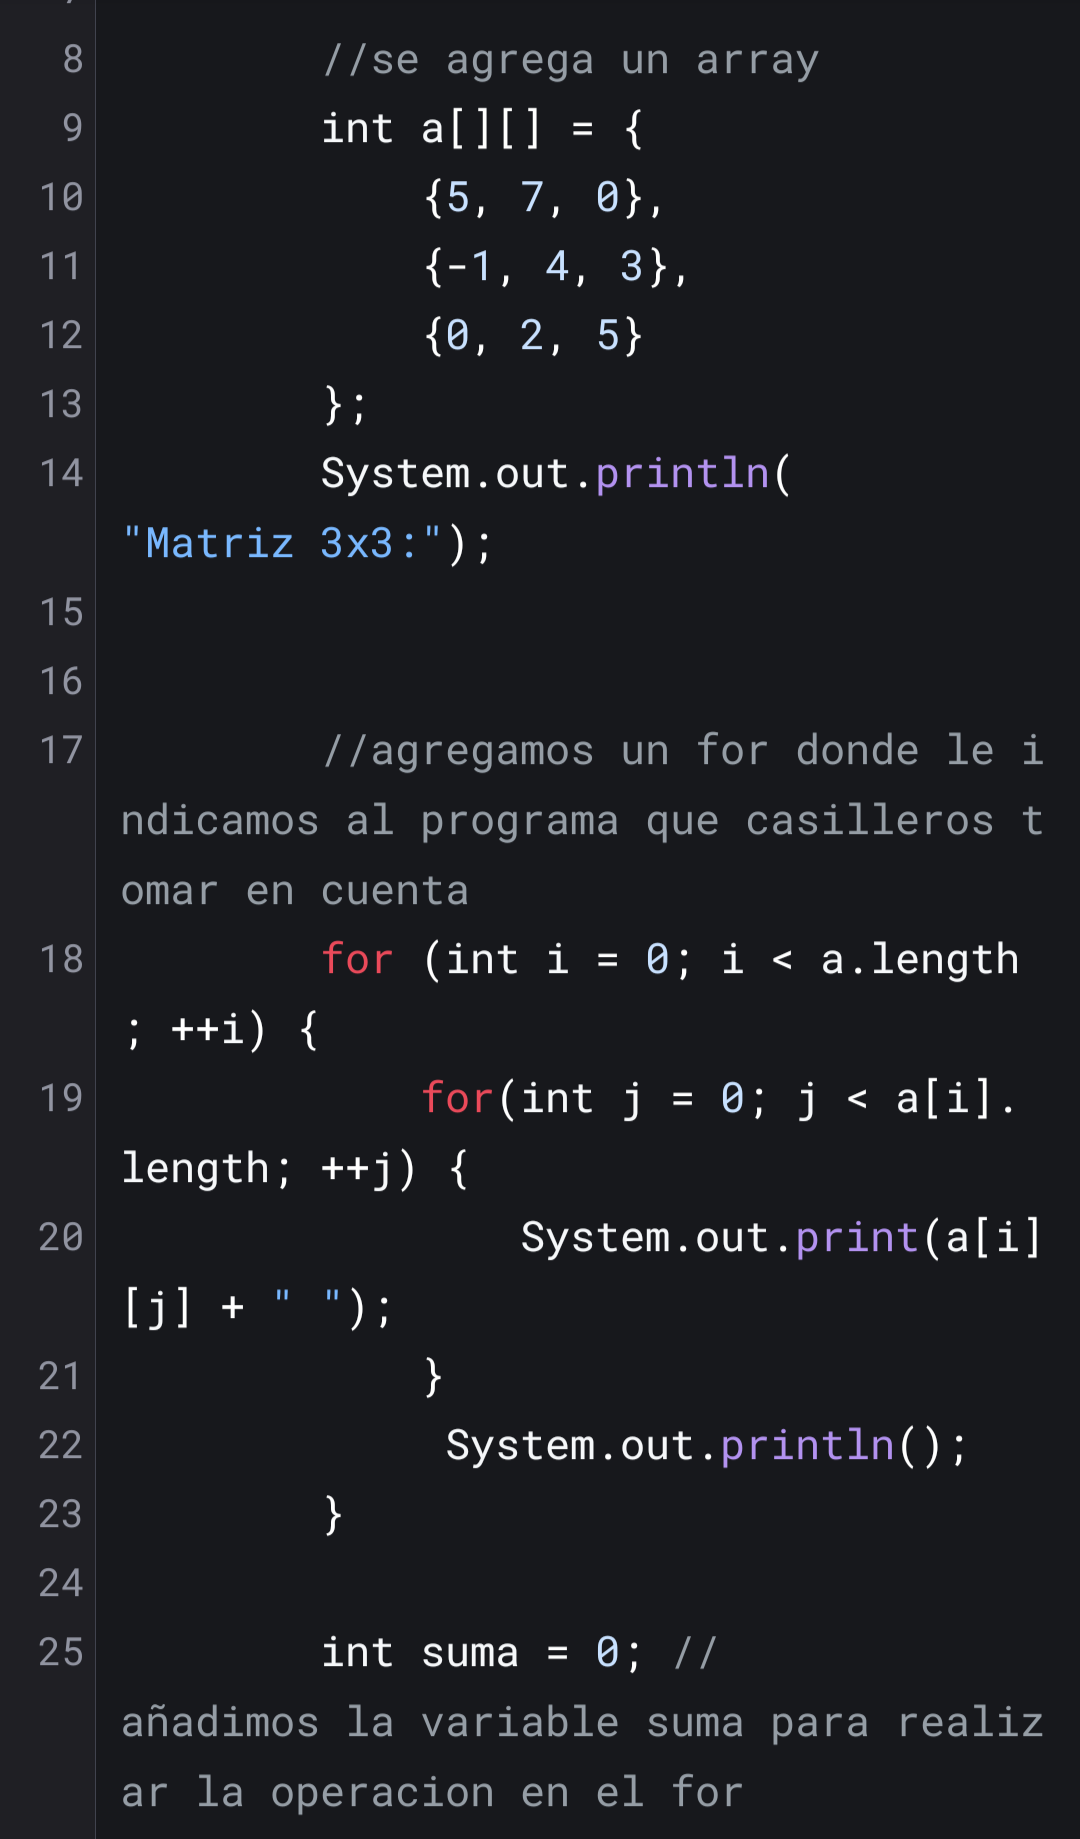 8 //se agrega un array
9 int a[][] = {
10 {5, 7, 0},
11 {-1, 4, 3},
12 {0, 2, 5}
13 };
14 System.out.println(
"Matriz 3x3:");
15
16
17 //agregamos un for donde le i
ndicamos al programa que casilleros t
omar en cuenta
18 for (int i = 0; i < a.length
; ++i) {
19 for(int j = 0; j < a[i].
length; ++j) {
20 System.out.print(a[i]
[j] + " ");
21 }
22 System.out.println();
23 }
24
25 int suma = 0; //
añadimos la variable suma para realiz
ar la operacion en el for